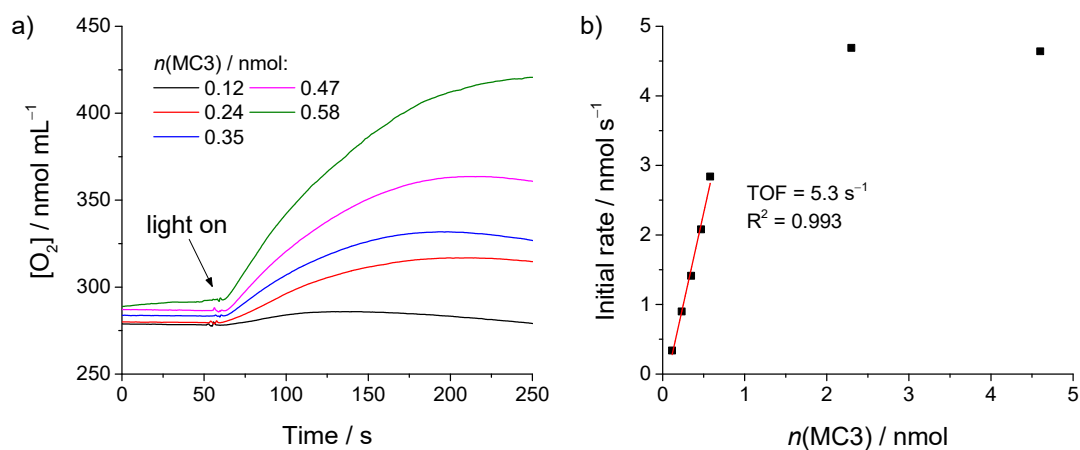 a)
450
400
350
300
250
[O₂] / nmol mL⁻¹
n(MC3) / nmol:
0.12 0.47
0.24 0.58
0.35
light on
0 50 100 150 200 250
Time / s
b)
5
4
3
2
1
0
Initial rate / nmol s⁻¹
TOF = 5.3 s⁻¹
R² = 0.993
0 1 2 3 4 5
n(MC3) / nmol